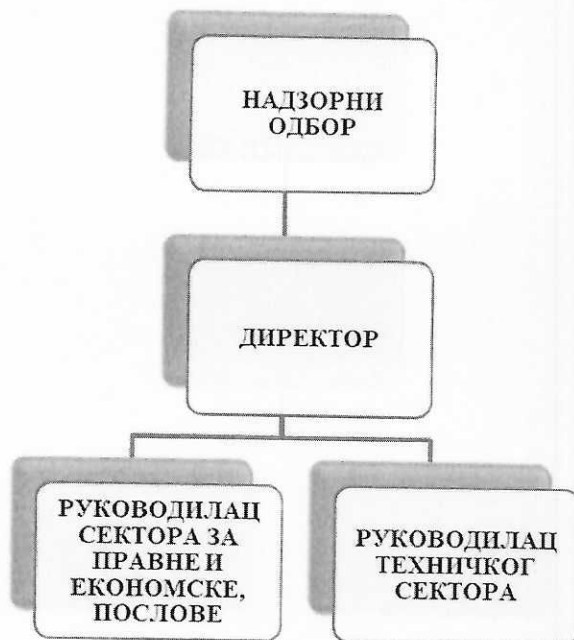 НАДЗОРНИ
ОДБОР
ДИРЕКТОР
РУКОВОДИЛАЦ
СЕКТОРА ЗА
ПРАВНЕ И
ЕКОНОМСКЕ,
ПОСЛОВЕ
РУКОВОДИЛАЦ
ТЕХНИЧКОГ
СЕКТОРА